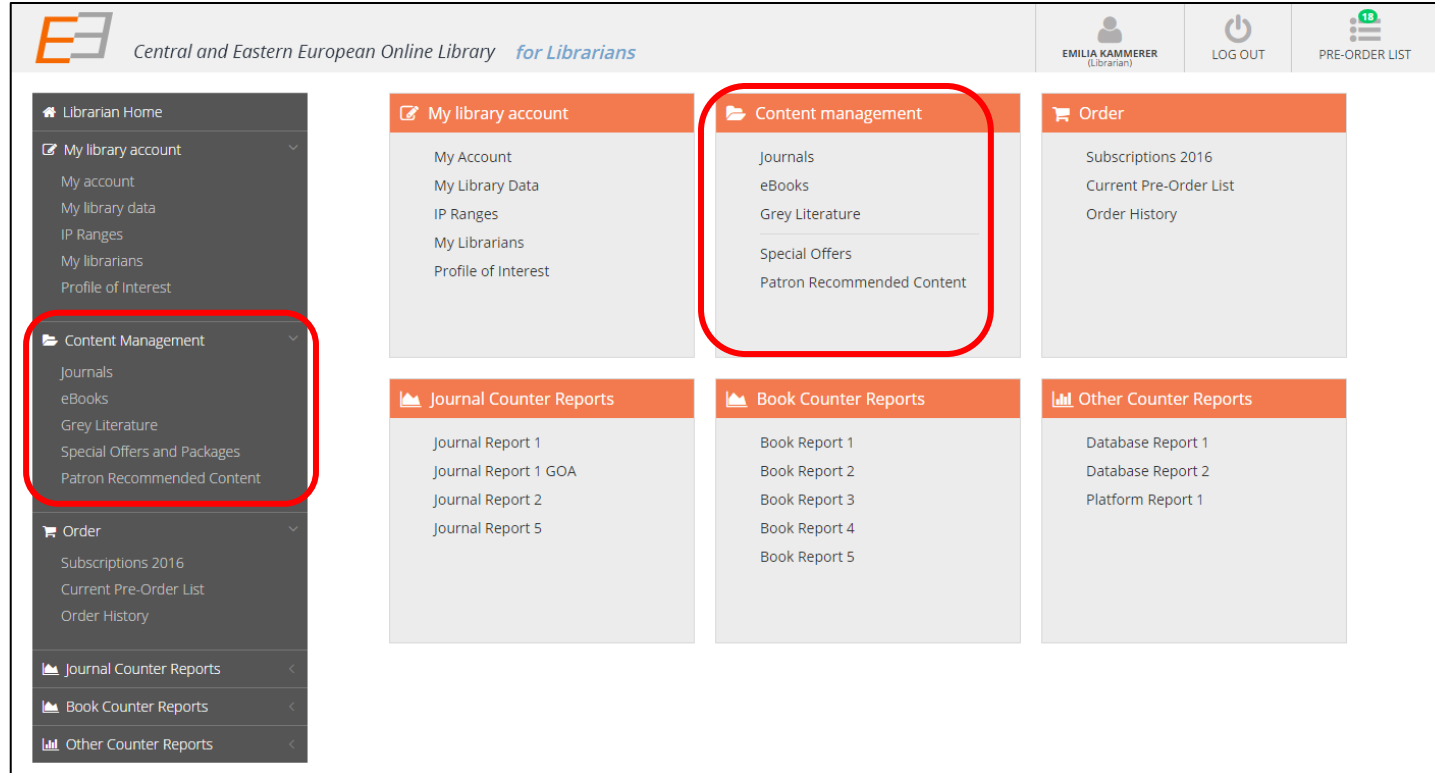 Central and Eastern European Online Library for Librarians
EMILIA KAMMERER
(Librarian)
LOG OUT
18
PRE-ORDER LIST
Librarian Home
My library account
My account
My library data
IP Ranges
My librarians
Profile of Interest
Content Management
Journals
eBooks
Grey Literature
Special Offers and Packages
Patron Recommended Content
Order
Subscriptions 2016
Current Pre-Order List
Order History
Journal Counter Reports
Book Counter Reports
Other Counter Reports
My library account
My Account
My Library Data
IP Ranges
My Librarians
Profile of Interest
Content management
Journals
eBooks
Grey Literature
Special Offers
Patron Recommended Content
Order
Subscriptions 2016
Current Pre-Order List
Order History
Journal Counter Reports
Journal Report 1
Journal Report 1 GOA
Journal Report 2
Journal Report 5
Book Counter Reports
Book Report 1
Book Report 2
Book Report 3
Book Report 4
Book Report 5
Other Counter Reports
Database Report 1
Database Report 2
Platform Report 1